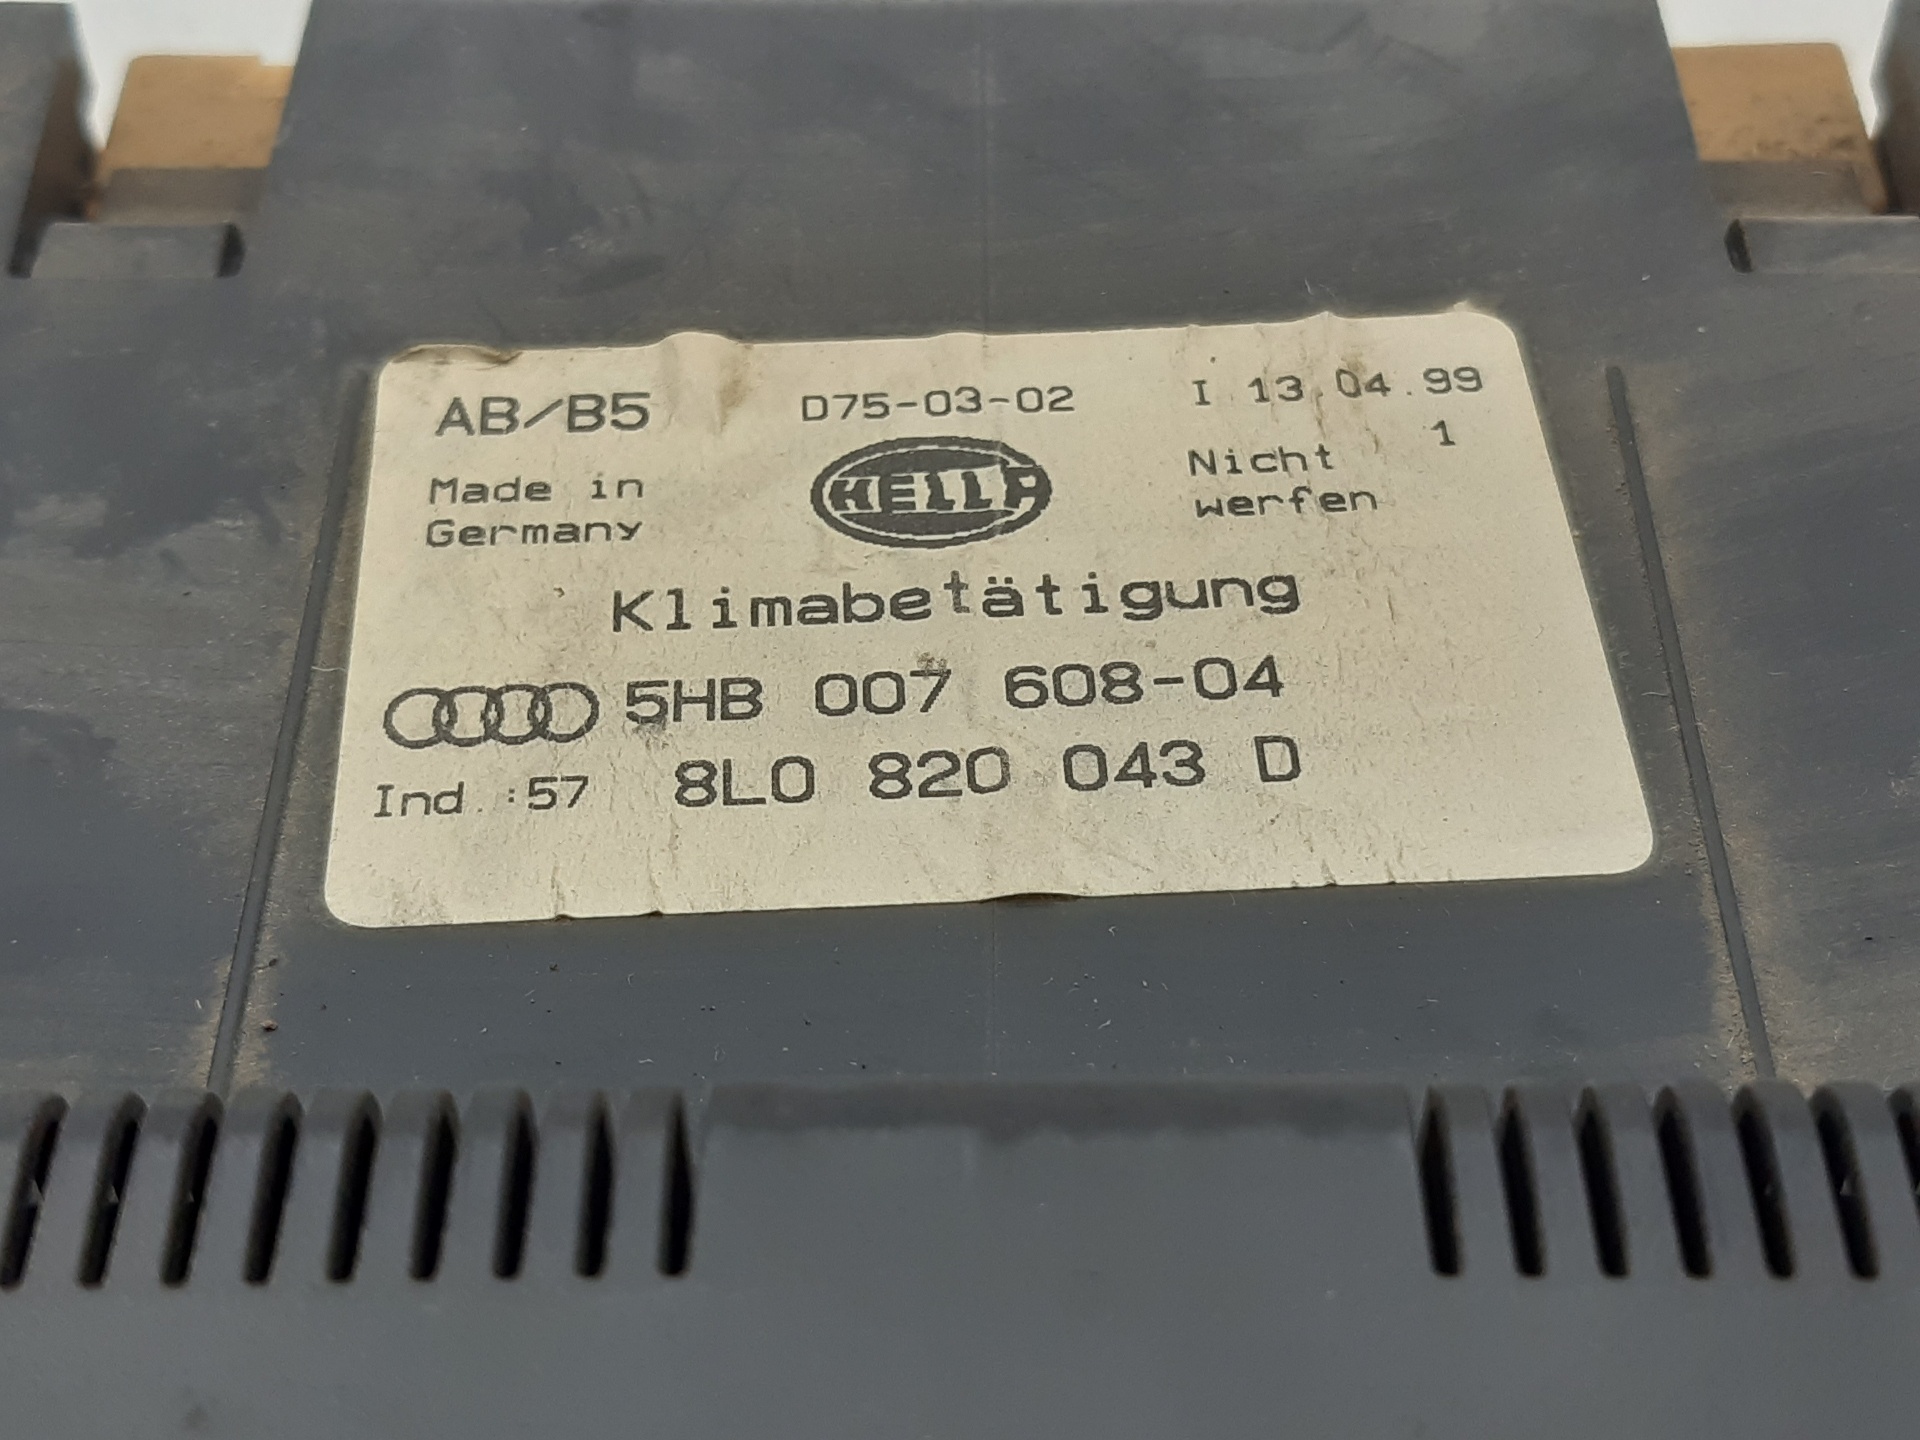 AB/B5 D75-03-02 I 13.04.99
Made in HELLA Nicht 1
Germany werfen
Klimabetätigung
5HB 007 608-04
Ind.:57 8L0 820 043 D